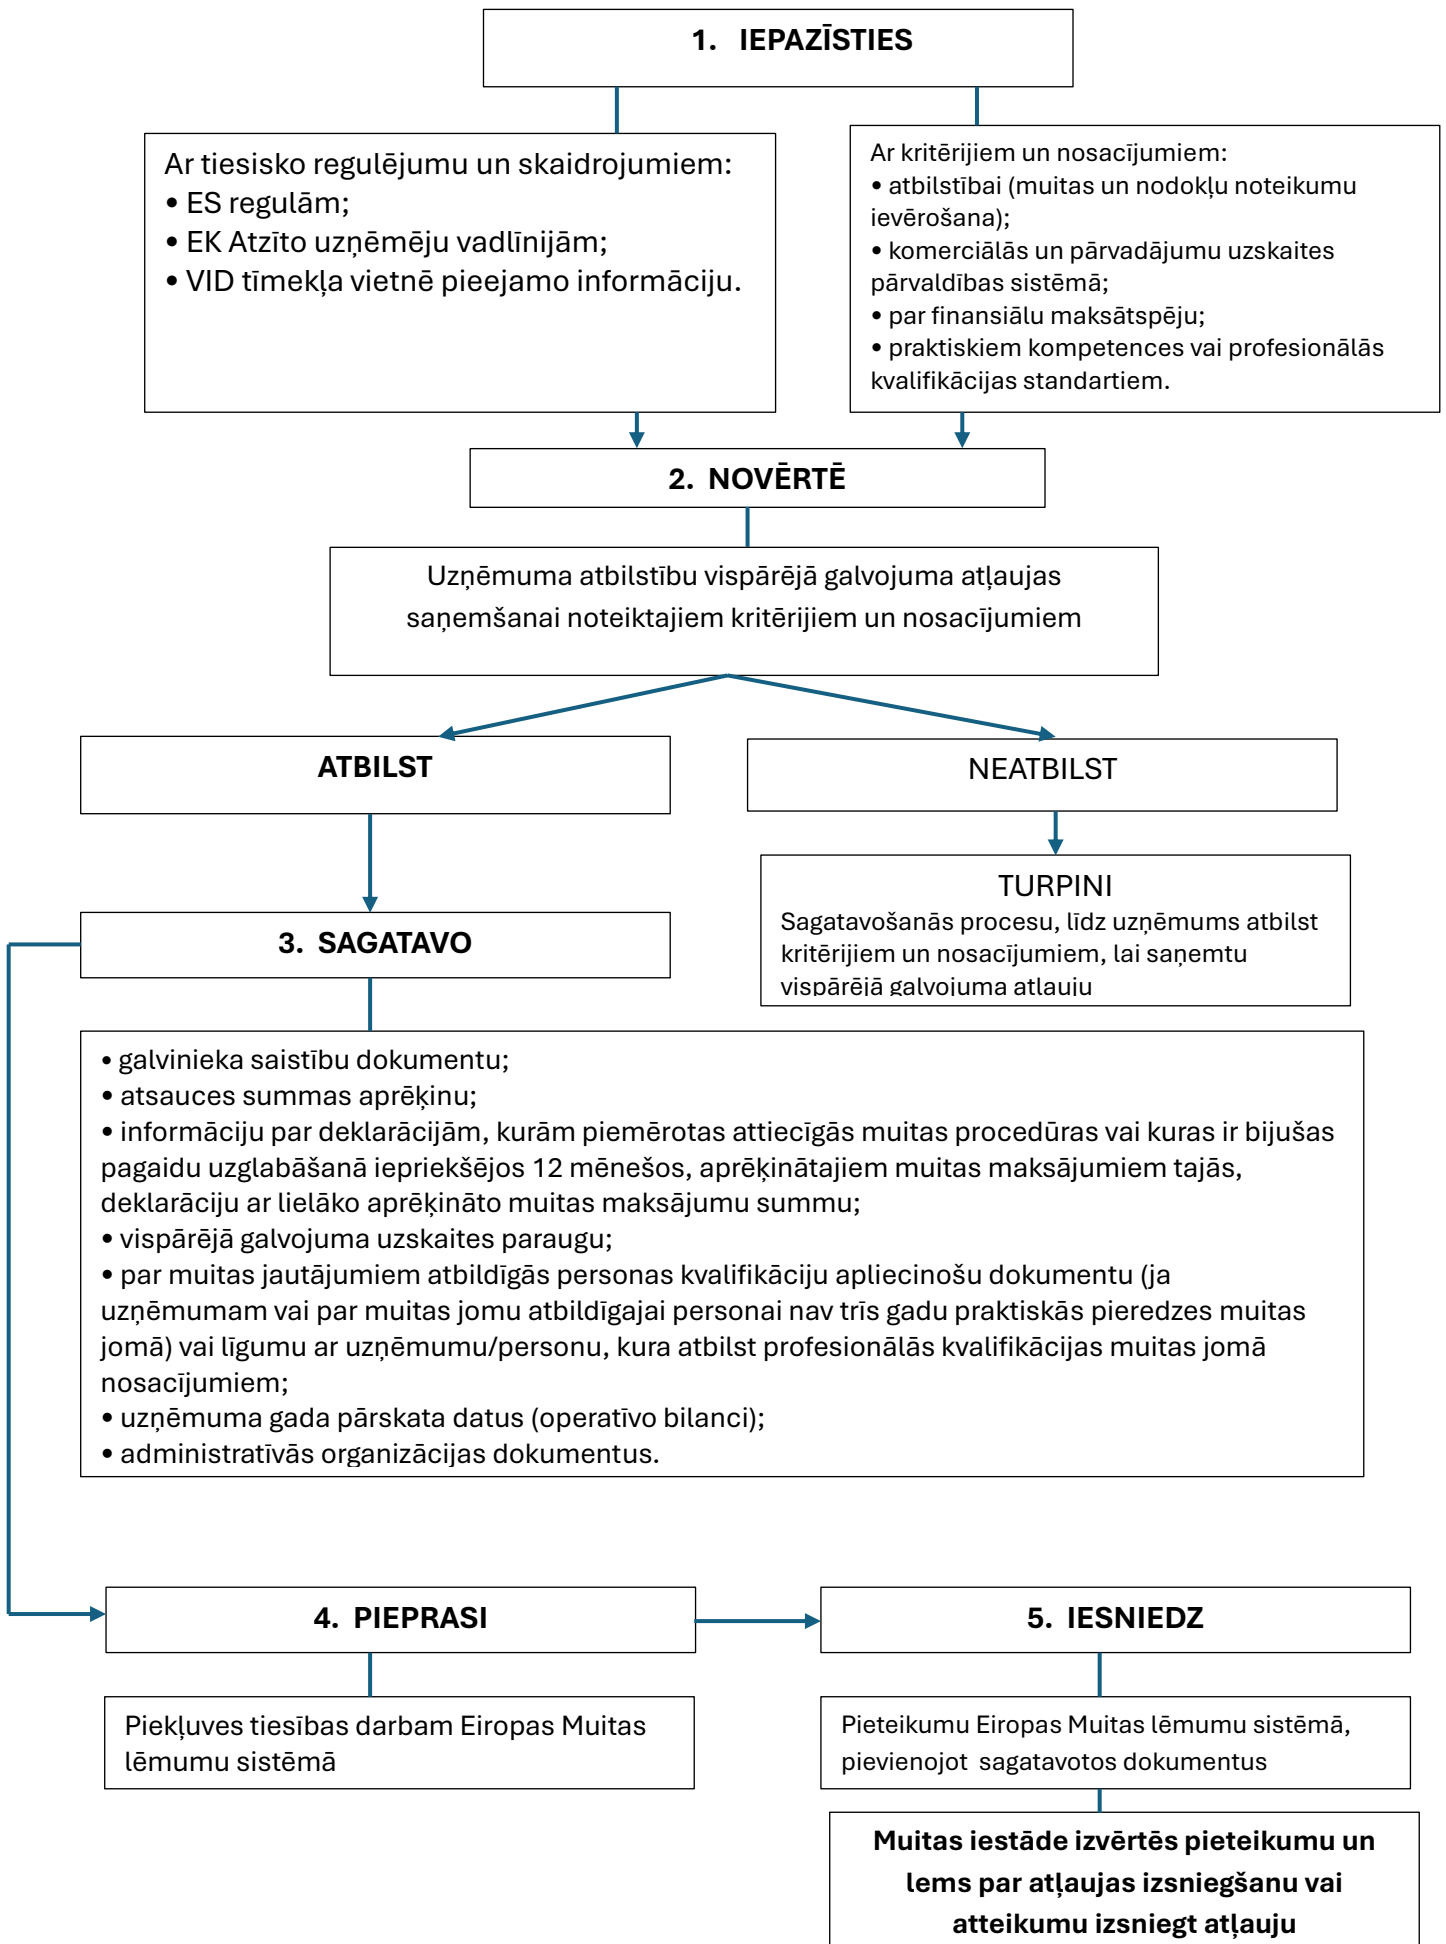 1. IEPAZĪSTIES
Ar tiesisko regulējumu un skaidrojumiem:
• ES regulām;
• EK Atzīto uzņēmēju vadlīnijām;
• VID tīmekļa vietnē pieejamo informāciju.
Ar kritērijiem un nosacījumiem:
• atbilstībai (muitas un nodokļu noteikumu
ievērošana);
• komerciālās un pārvadājumu uzskaites
pārvaldības sistēmā;
• par finansiālu maksātspēju;
• praktiskiem kompetences vai profesionālās
kvalifikācijas standartiem.
2. NOVĒRTĒ
Uzņēmuma atbilstību vispārējā galvojuma atļaujas
saņemšanai noteiktajiem kritērijiem un nosacījumiem
ATBILST
NEATBILST
TURPINI
Sagatavošanās procesu, līdz uzņēmums atbilst
kritērijiem un nosacījumiem, lai saņemtu
vispārējā galvojuma atļauju
3. SAGATAVO
• galvinieka saistību dokumentu;
• atsauces summas aprēķinu;
• informāciju par deklarācijām, kurām piemērotas attiecīgās muitas procedūras vai kuras ir bijušas
pagaidu uzglabāšanā iepriekšējos 12 mēnešos, aprēķinātajiem muitas maksājumiem tajās,
deklarāciju ar lielāko aprēķināto muitas maksājumu summu;
• vispārējā galvojuma uzskaites paraugu;
• par muitas jautājumiem atbildīgās personas kvalifikāciju apliecinošu dokumentu (ja
uzņēmumam vai par muitas jomu atbildīgajai personai nav trīs gadu praktiskās pieredzes muitas
jomā) vai līgumu ar uzņēmumu/personu, kura atbilst profesionālās kvalifikācijas muitas jomā
nosacījumiem;
• uzņēmuma gada pārskata datus (operatīvo bilanci);
• administratīvās organizācijas dokumentus.
4. PIEPRASI
Piekļuves tiesības darbam Eiropas Muitas
lēmumu sistēmā
5. IESNIEDZ
Pieteikumu Eiropas Muitas lēmumu sistēmā,
pievienojot sagatavotos dokumentus
Muitas iestāde izvērtēs pieteikumu un
lems par atļaujas izsniegšanu vai
atteikumu izsniegt atļauju